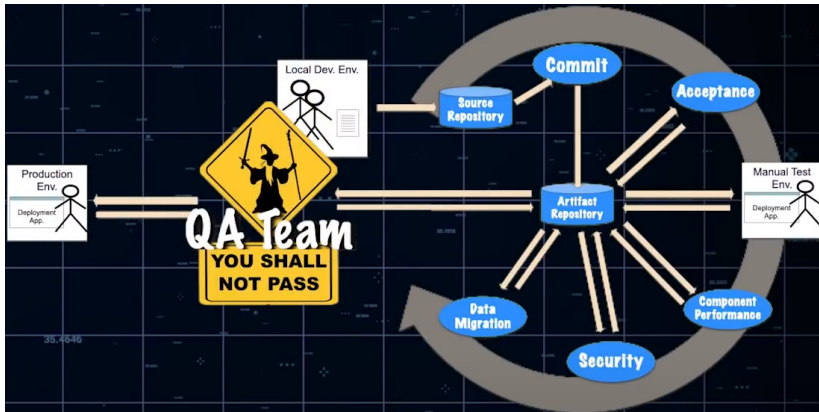 Local Dev. Env.
Source
Repository
Commit
Acceptance
Production
Env.
Deployment
App.
QA Team
YOU SHALL
NOT PASS
Artifact
Repository
Manual Test
Env.
Deployment
App.
Data
Migration
Security
Component
Performance
35.4646